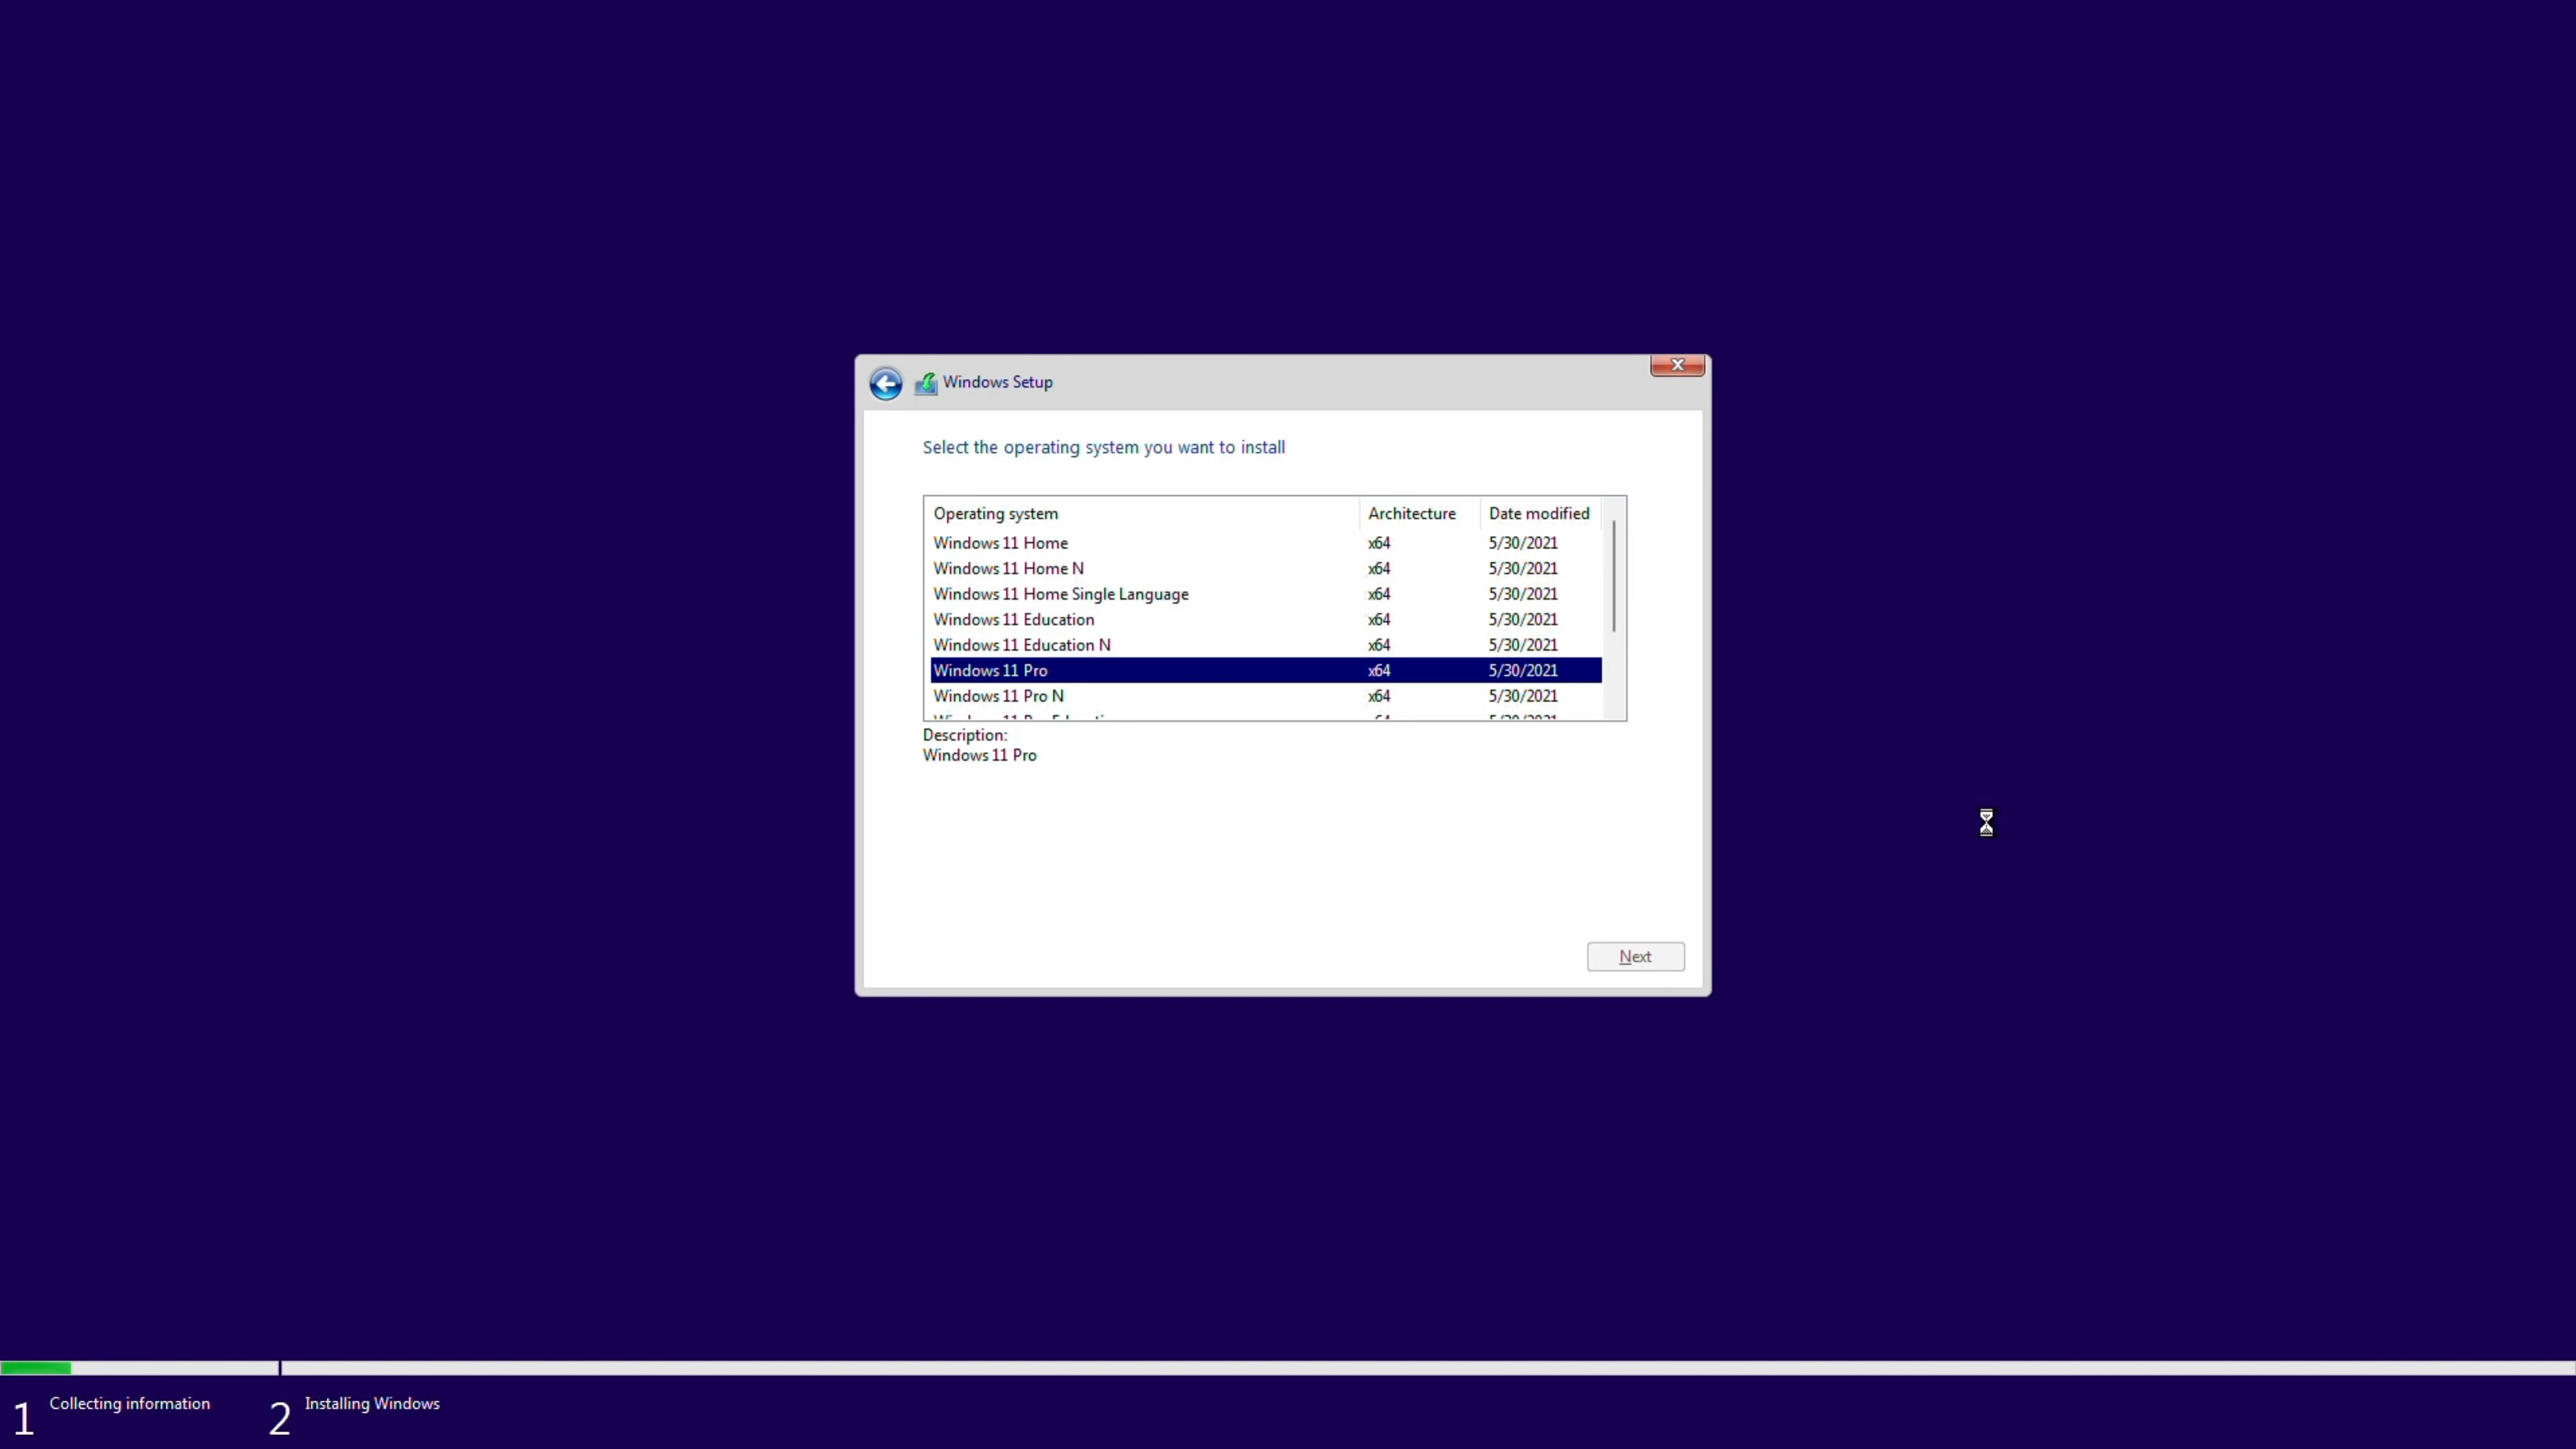 Windows Setup
Select the operating system you want to install
Operating system Architecture Date modified
Windows 11 Home x64 5/30/2021
Windows 11 Home N x64 5/30/2021
Windows 11 Home Single Language x64 5/30/2021
Windows 11 Education x64 5/30/2021
Windows 11 Education N x64 5/30/2021
Windows 11 Pro x64 5/30/2021
Windows 11 Pro N x64 5/30/2021
Description:
Windows 11 Pro
Next
1 Collecting information 2 Installing Windows